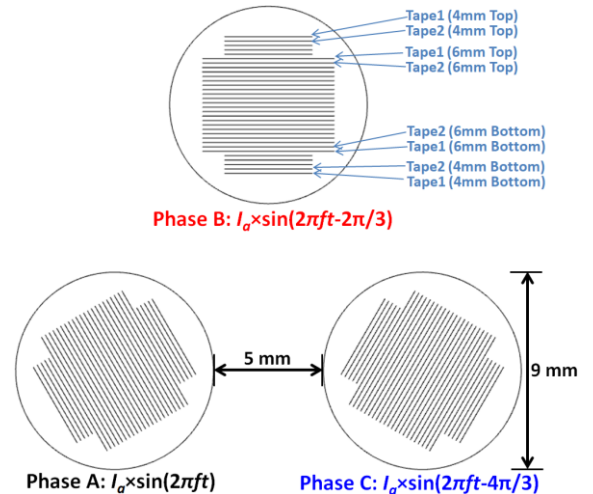 Tape1 (4mm Top)
Tape2 (4mm Top)
Tape1 (6mm Top)
Tape2 (6mm Top)
Tape2 (6mm Bottom)
Tape1 (6mm Bottom)
Tape2 (4mm Bottom)
Tape1 (4mm Bottom)
Phase B: Iₐ×sin(2πft-2π/3)
5 mm
9 mm
Phase A: Iₐ×sin(2πft)
Phase C: Iₐ×sin(2πft-4π/3)